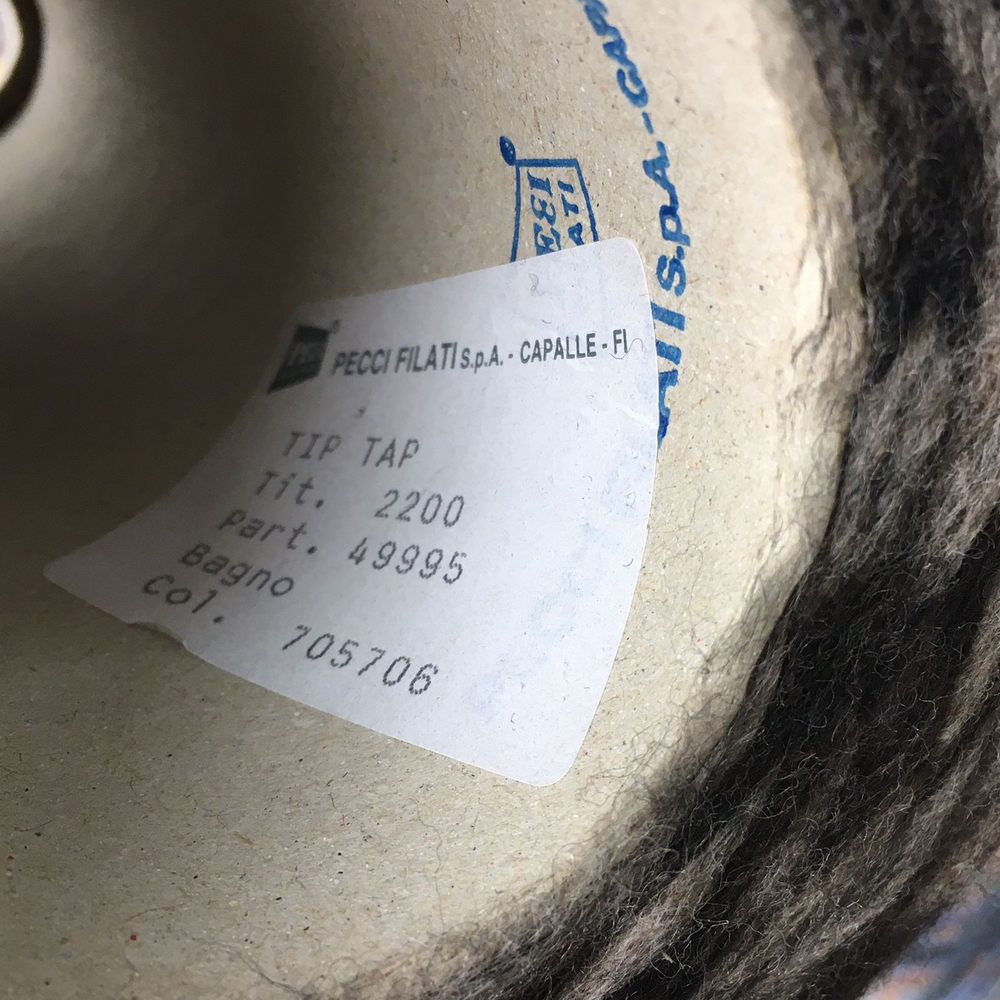 PECCI FILATI S.p.A. - CAPALLE - FI
TIP TAP
Tit. 2200
Part. 49995
Bagno
Col. 705706
S.p.A. - CAP